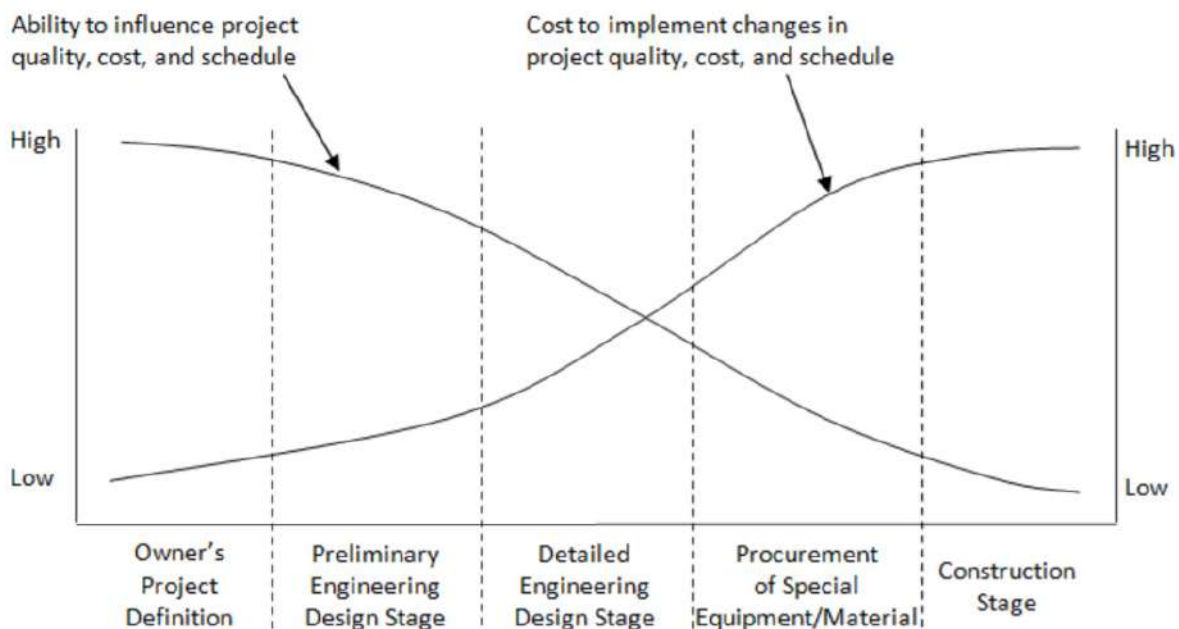 Ability to influence project
quality, cost, and schedule
Cost to implement changes in
project quality, cost, and schedule
High
High
Low
Low
Owner's
Project
Definition
Preliminary
Engineering
Design Stage
Detailed
Engineering
Design Stage
Procurement
of Special
Equipment/Material
Construction
Stage